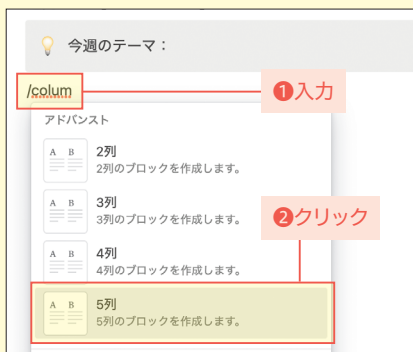 今週のテーマ：
/colum
❶入力
アドバンスト
A B
2列
2列のブロックを作成します。
A B
3列
3列のブロックを作成します。
❷クリック
A B
4列
4列のブロックを作成します。
A B
5列
5列のブロックを作成します。